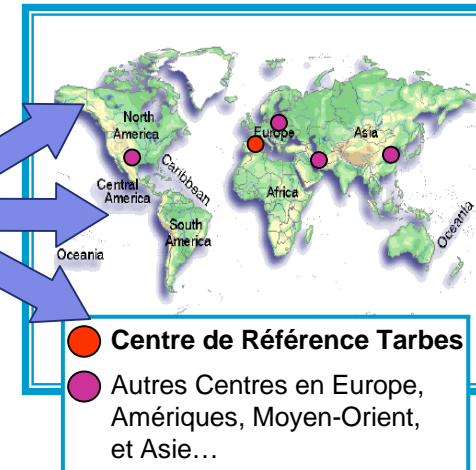 North
America
Europe
Asia
Caribbean
Central
America
Africa
South
America
Oceania
Oceania
Centre de Référence Tarbes
Autres Centres en Europe,
Amériques, Moyen-Orient,
et Asie…